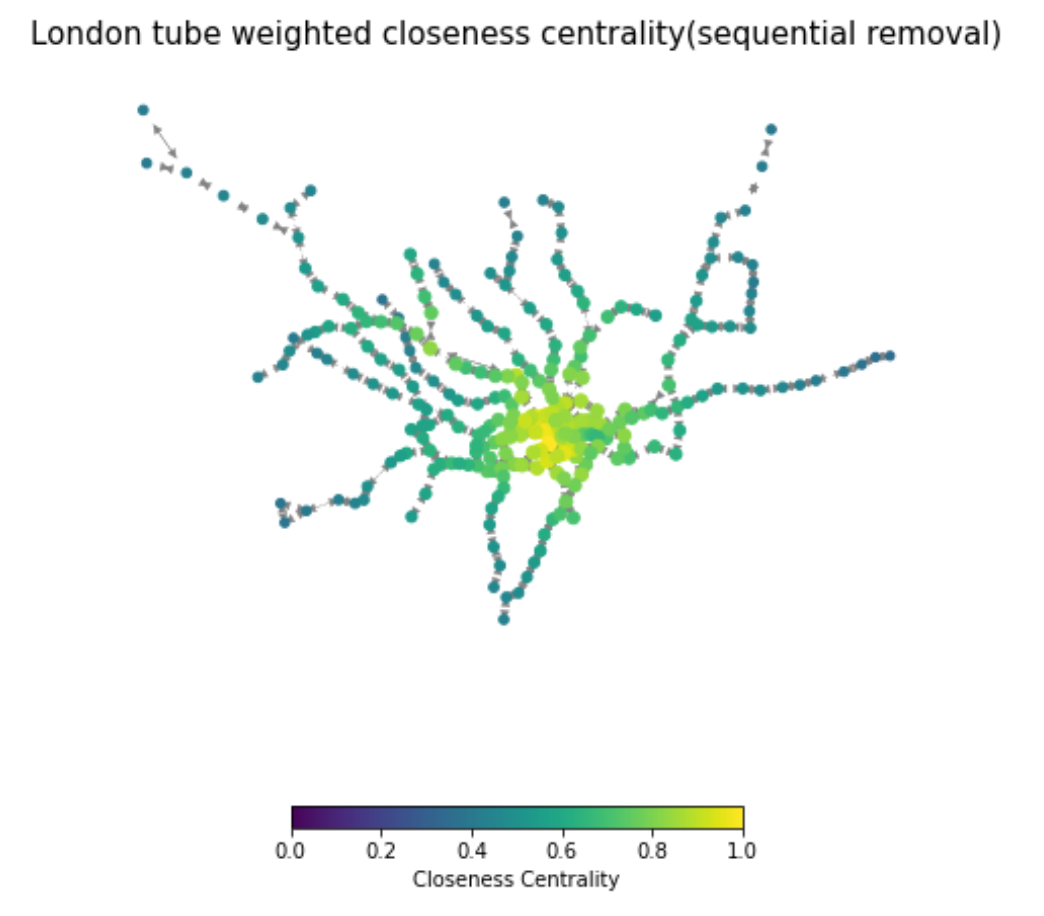 London tube weighted closeness centrality(sequential removal)
0.0 0.2 0.4 0.6 0.8 1.0
Closeness Centrality